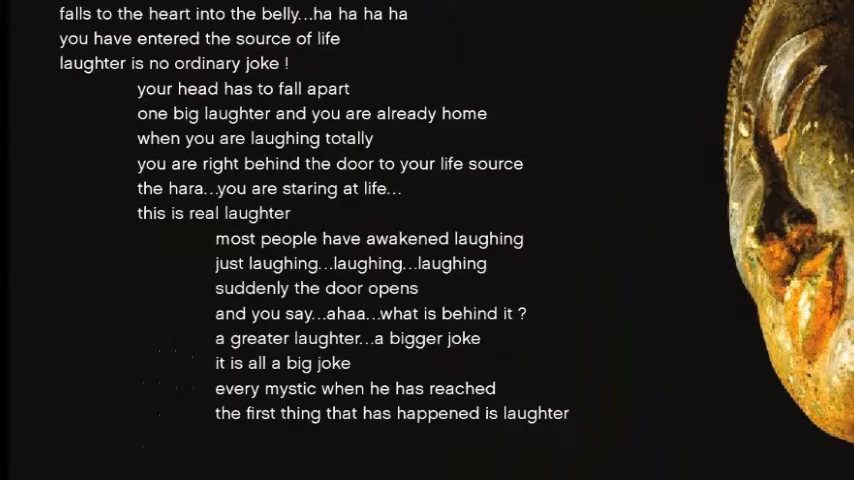 falls to the heart into the belly...ha ha ha ha
you have entered the source of life
laughter is no ordinary joke !
your head has to fall apart
one big laughter and you are already home
when you are laughing totally
you are right behind the door to your life source
the hara...you are staring at life...
this is real laughter
most people have awakened laughing
just laughing...laughing...laughing
suddenly the door opens
and you say...ahaa...what is behind it ?
a greater laughter...a bigger joke
it is all a big joke
every mystic when he has reached
the first thing that has happened is laughter